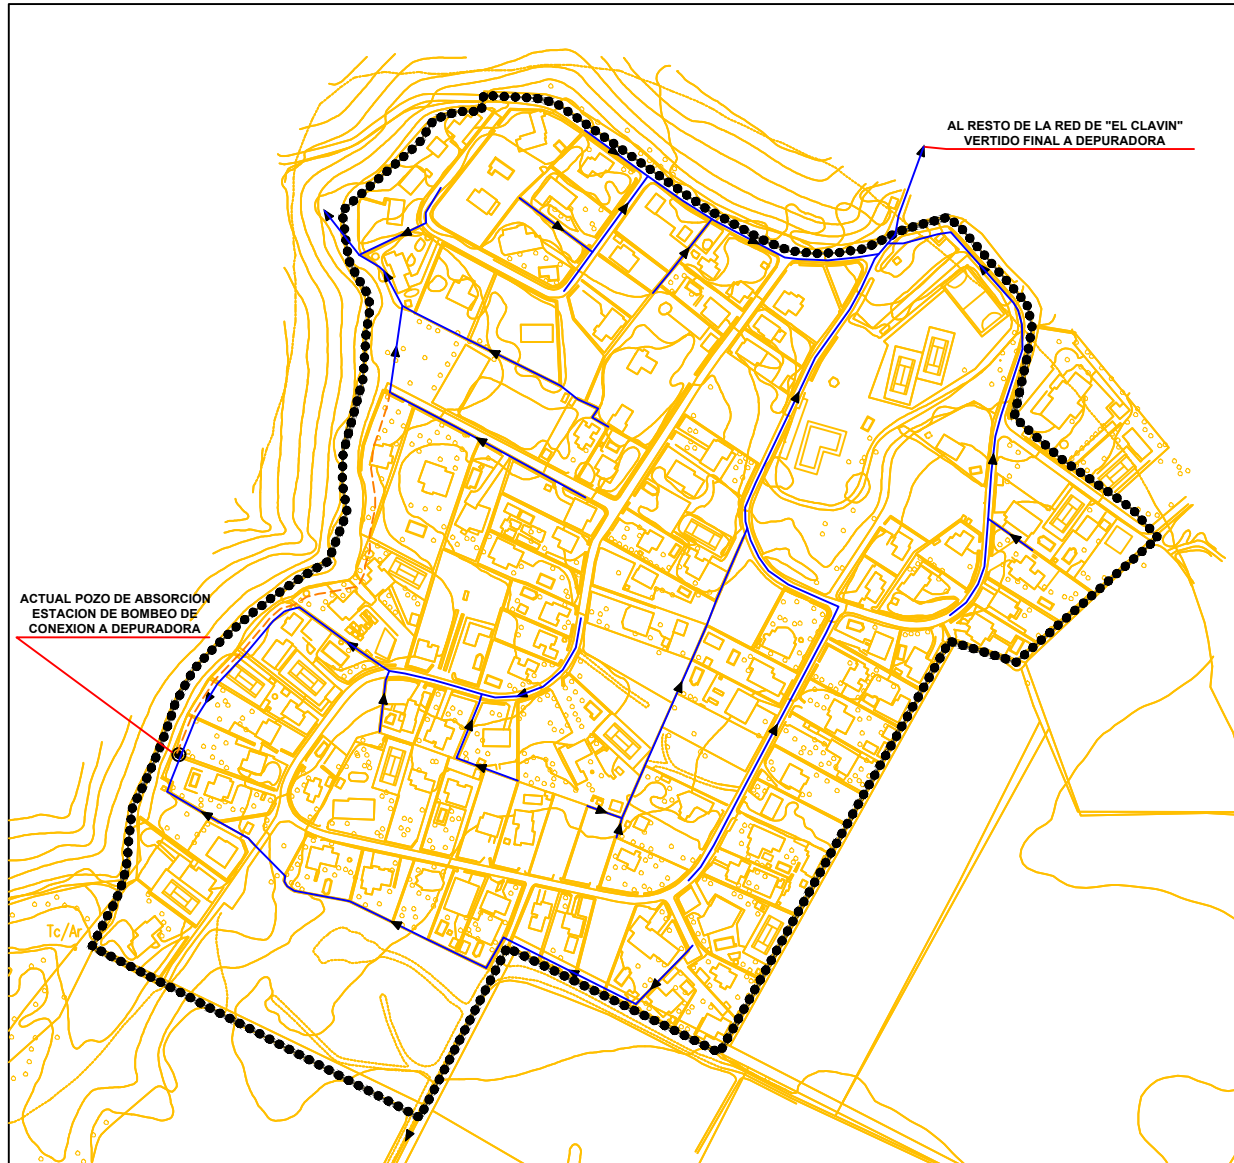 AL RESTO DE LA RED DE "EL CLAVIN"
VERTIDO FINAL A DEPURADORA
ACTUAL POZO DE ABSORCION
ESTACION DE BOMBEO DE
CONEXION A DEPURADORA
Tc/Ar